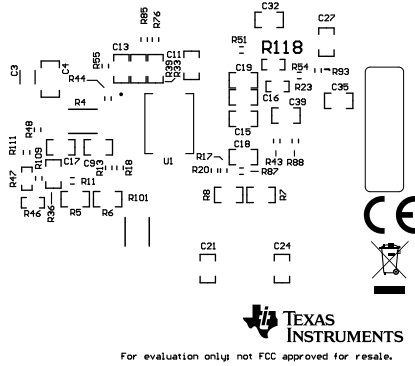 C32
R85
R76
C27
C13
R51
R118
C11
C3
C4
R55
R39
R33
R54
R93
R44
C19
R23
C35
R4
C16
C39
R48
C15
R111
R109
U1
C18
R17
R43
R88
C17
C9
R13
R18
R20
R87
R47
R11
R8
R7
R46
R36
R5
R6
R101
C21
C24
CE
TEXAS
INSTRUMENTS
For evaluation only; not FCC approved for resale.